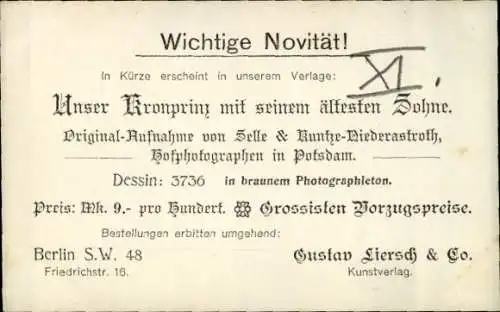 Wichtige Novität!
In Kürze erscheint in unserem Verlage:
XI.
Unser Kronprinz mit seinem ältesten Sohne.
Original-Aufnahme von Selle & Kuntze-Niederastroth,
Hofphotographen in Potsdam.
Dessin: 3736 in braunem Photographieton.
Preis: Mk. 9.- pro Hundert. Grossisten Vorzugspreise.
Bestellungen erbitten umgehend:
Berlin S.W. 48 Gustav Liersch & Co.
Friedrichstr. 16. Kunstverlag.